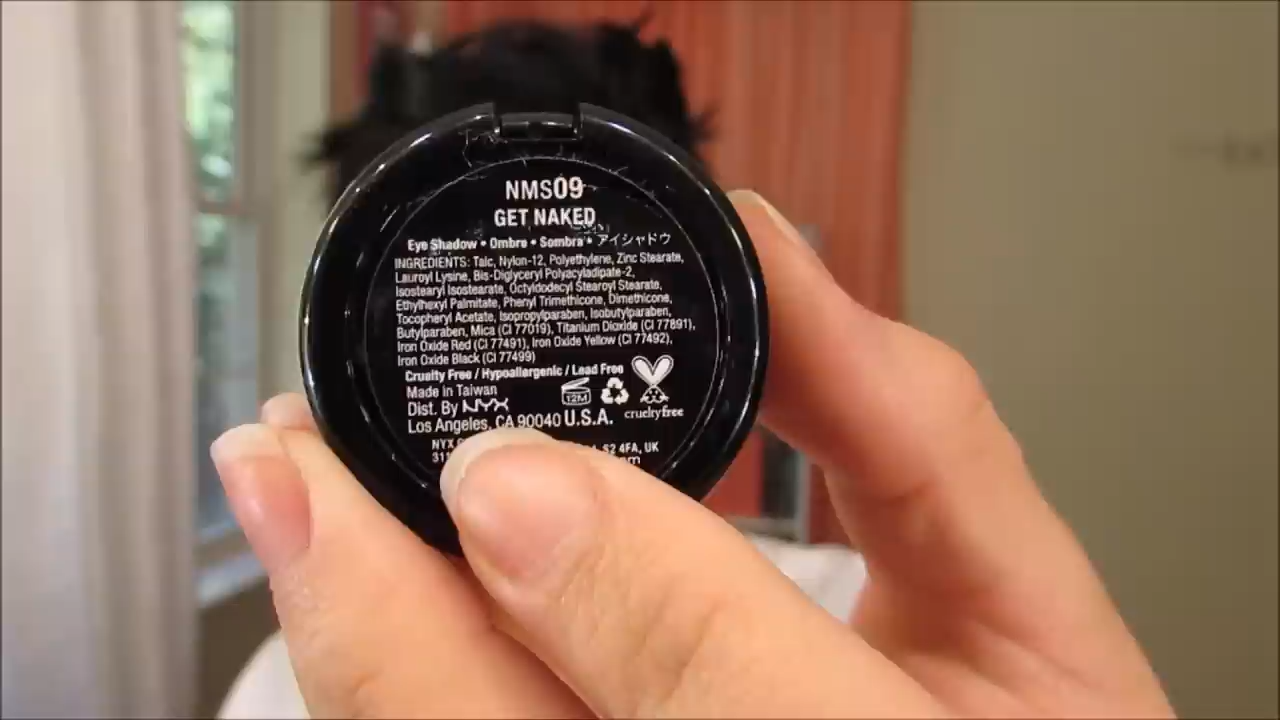 NMS09
GET NAKED
Eye Shadow • Ombre • Sombra • アイシャドウ
INGREDIENTS: Talc, Nylon-12, Polyethylene, Zinc Stearate,
Lauroyl Lysine, Bis-Diglyceryl Polyacyladipate-2,
Isostearyl Isostearate, Octyldodecyl Stearoyl Stearate,
Ethylhexyl Palmitate, Phenyl Trimethicone, Dimethicone,
Tocopheryl Acetate, Isopropylparaben, Isobutylparaben,
Butylparaben, Mica (CI 77019), Titanium Dioxide (CI 77891),
Iron Oxide Red (CI 77491), Iron Oxide Yellow (CI 77492),
Iron Oxide Black (CI 77499)
Cruelty Free / Hypoallergenic / Lead Free
Made in Taiwan
12M
Dist. By NYX
crueltyfree
Los Angeles, CA 90040 U.S.A.
NYX S2 4FA, UK